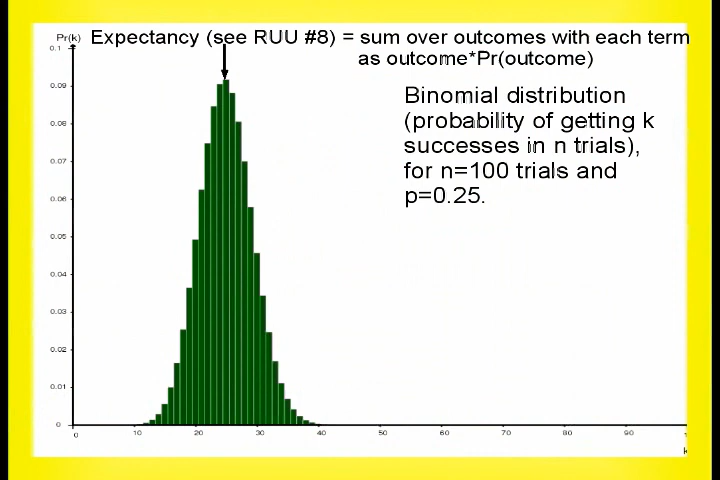 Pr(k) Expectancy (see RUU #8) = sum over outcomes with each term
as outcome*Pr(outcome)
Binomial distribution
(probability of getting k
successes in n trials),
for n=100 trials and
p=0.25.
0.1
0.09
0.08
0.07
0.06
0.05
0.04
0.03
0.02
0.01
0
0 10 20 30 40 50 60 70 80 90
k